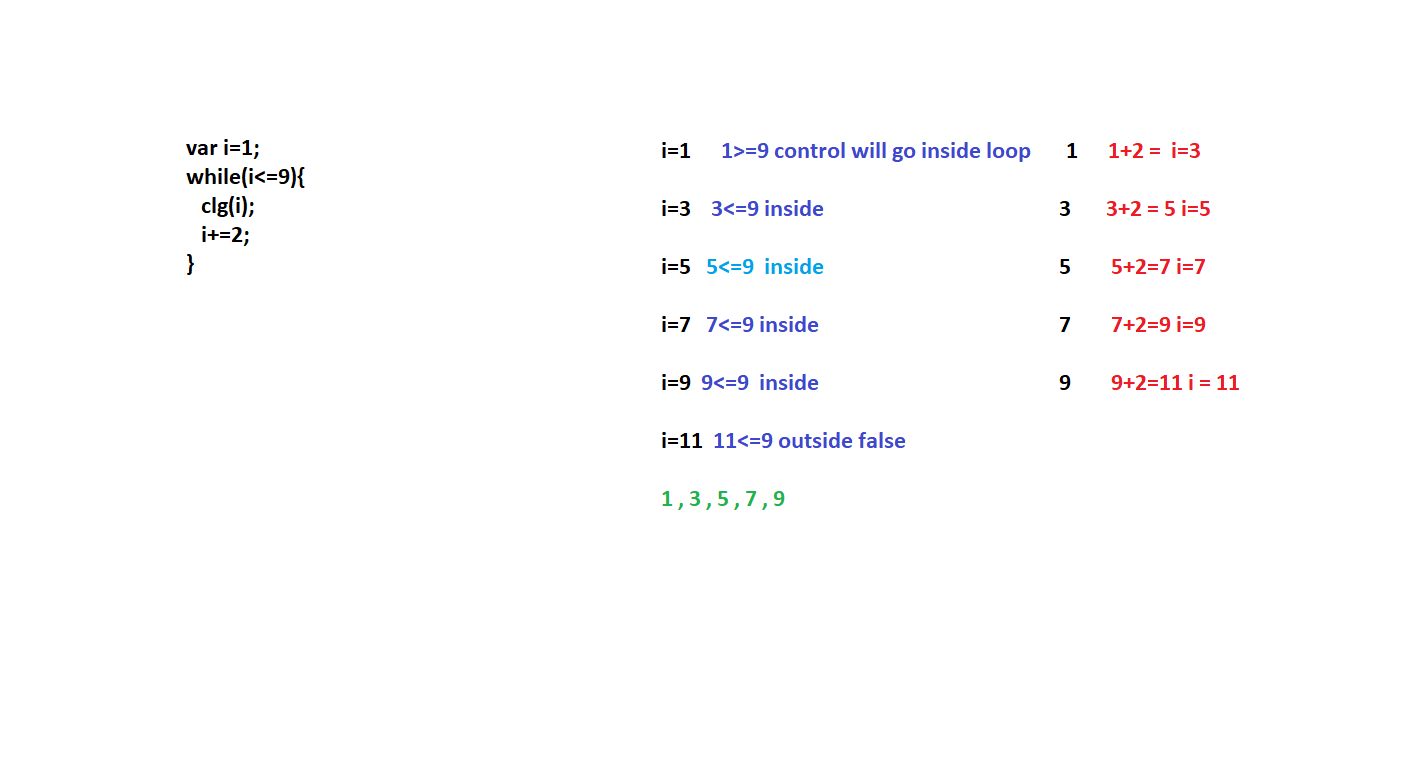 var i=1;
while(i<=9){
clg(i);
i+=2;
}
i=1 1>=9 control will go inside loop 1 1+2 = i=3
i=3 3<=9 inside 3 3+2 = 5 i=5
i=5 5<=9 inside 5 5+2=7 i=7
i=7 7<=9 inside 7 7+2=9 i=9
i=9 9<=9 inside 9 9+2=11 i = 11
i=11 11<=9 outside false
1 , 3 , 5 , 7 , 9